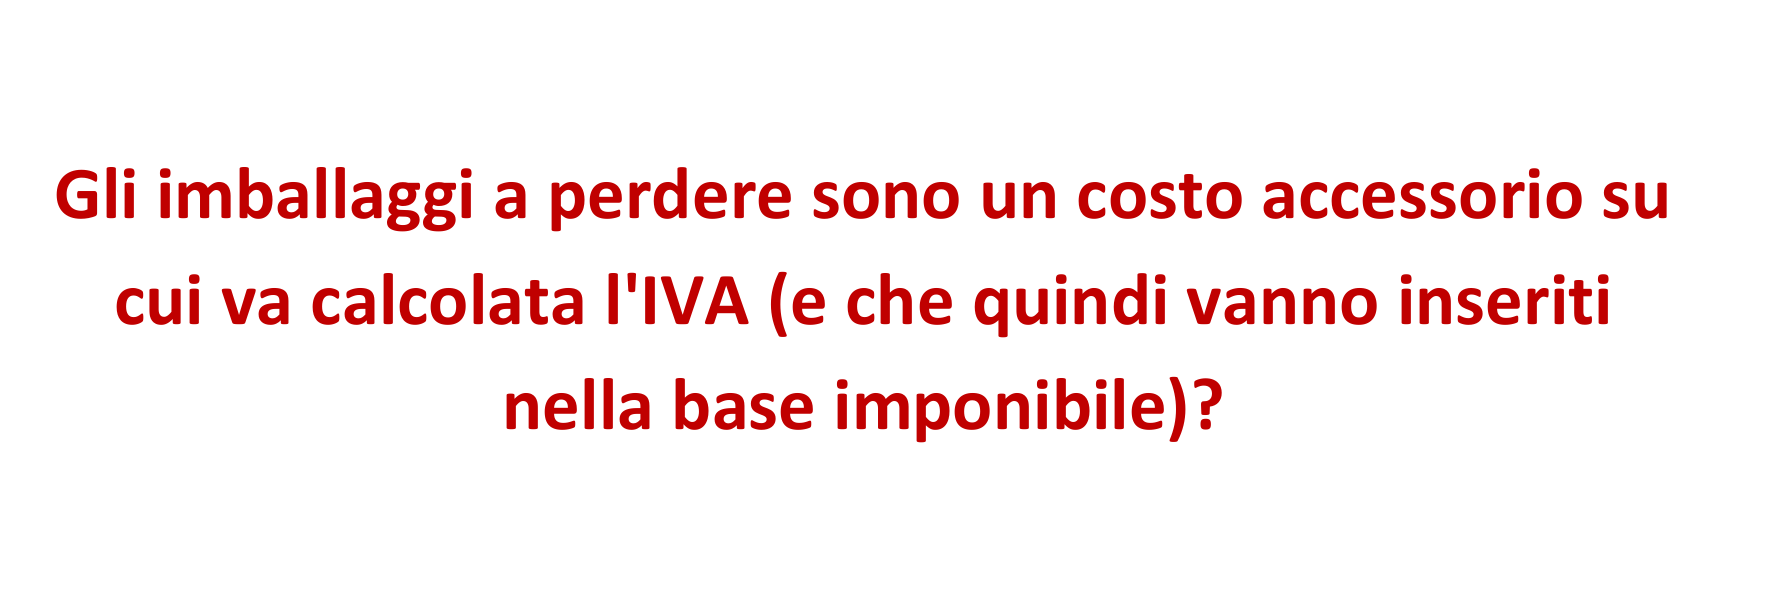 Gli imballaggi a perdere sono un costo accessorio su
cui va calcolata l'IVA (e che quindi vanno inseriti
nella base imponibile)?